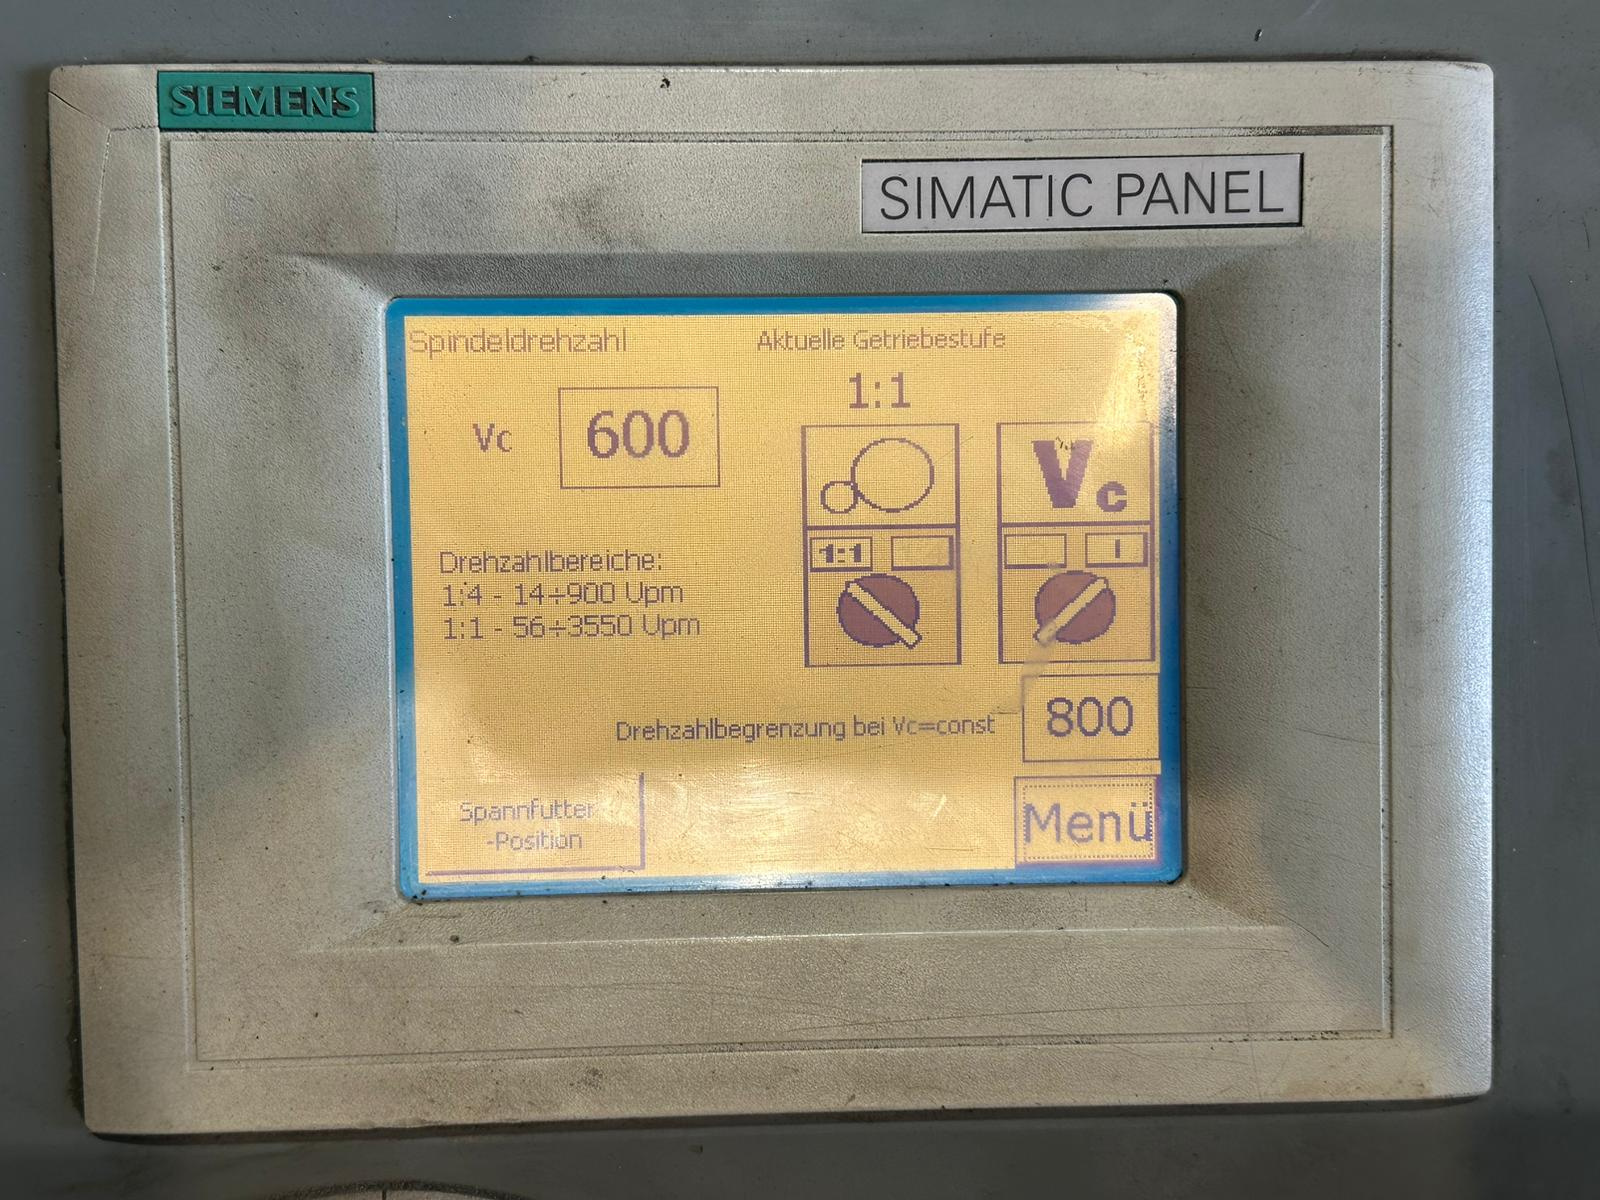 SIEMENS
SIMATIC PANEL
Spindeldrehzahl
Aktuelle Getriebestufe
1:1
Vc
600
Vc
1:1
I
Drehzahlbereiche:
1:4 - 14÷900 Upm
1:1 - 56÷3550 Upm
Drehzahlbegrenzung bei Vc=const
800
Spannfutter
-Position
Menü